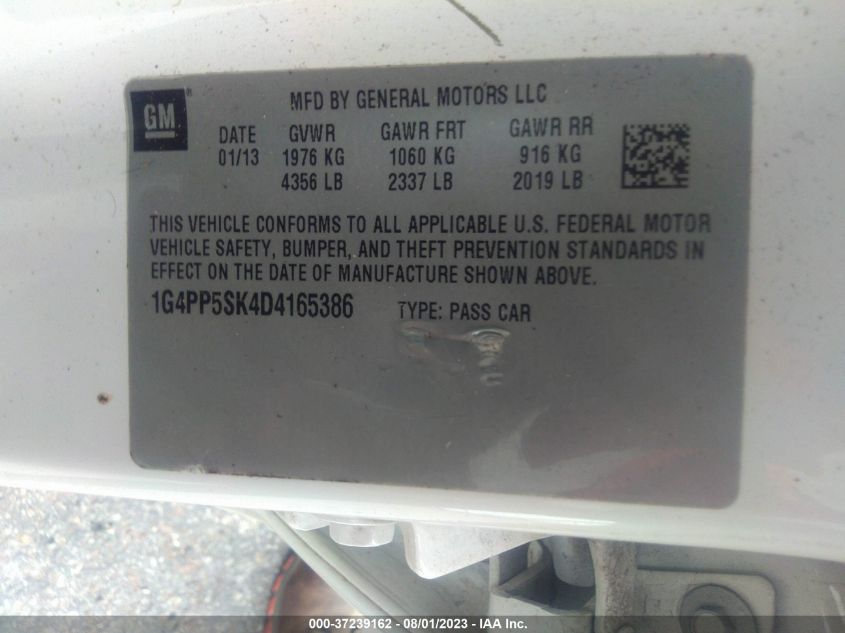 GM ®
MFD BY GENERAL MOTORS LLC
DATE GVWR GAWR FRT GAWR RR
01/13 1976 KG 1060 KG 916 KG
4356 LB 2337 LB 2019 LB
THIS VEHICLE CONFORMS TO ALL APPLICABLE U.S. FEDERAL MOTOR
VEHICLE SAFETY, BUMPER, AND THEFT PREVENTION STANDARDS IN
EFFECT ON THE DATE OF MANUFACTURE SHOWN ABOVE.
1G4PP5SK4D4165386 TYPE: PASS CAR
000-37239162 - 08/01/2023 - IAA Inc.